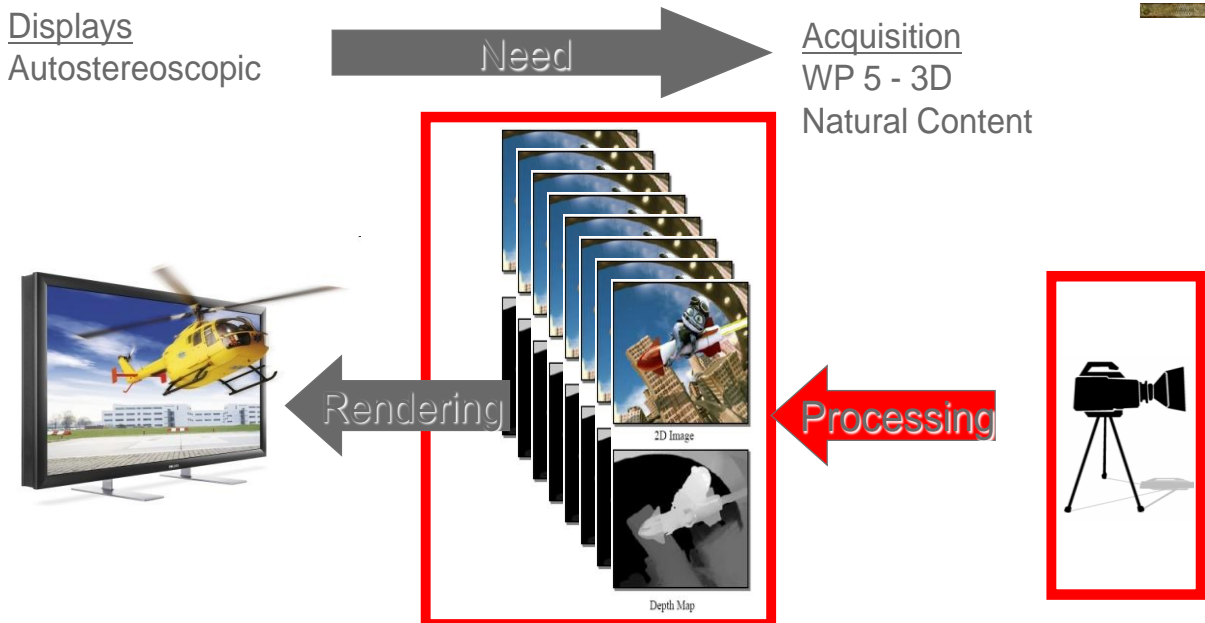 Displays
Autostereoscopic
Need
Acquisition
WP 5 - 3D
Natural Content
Rendering
Processing
2D Image
Depth Map